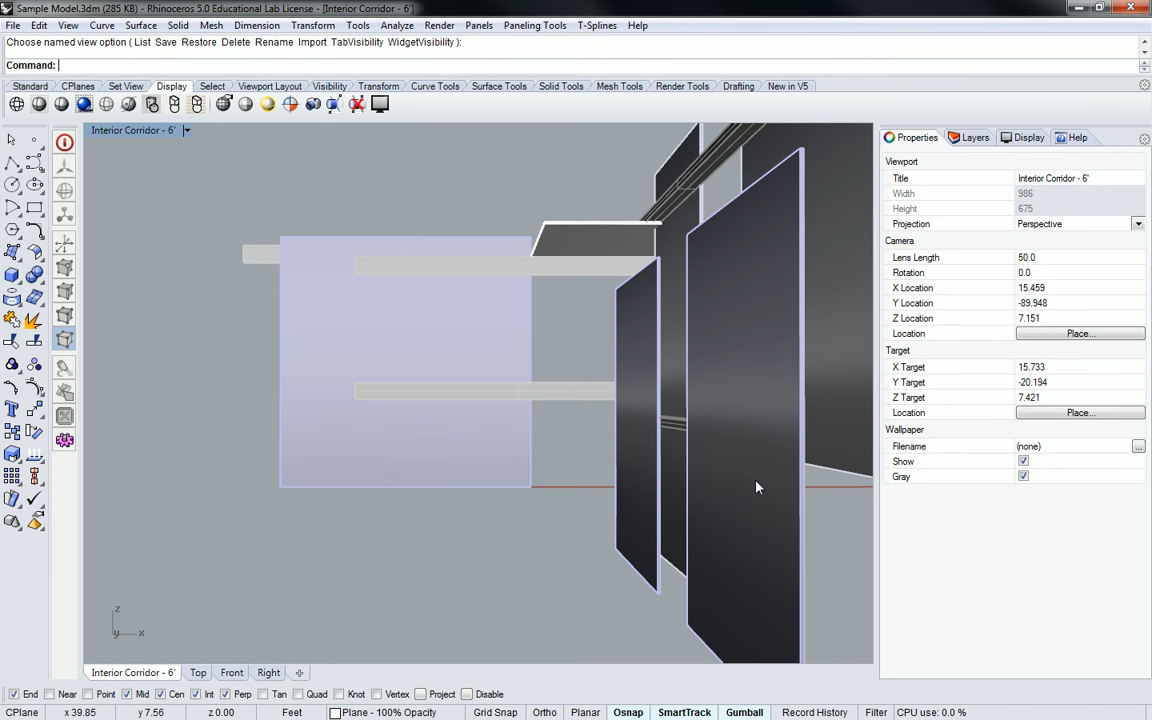 Sample Model.3dm (285 KB) - Rhinoceros 5.0 Educational Lab License - [Interior Corridor - 6']
File Edit View Curve Surface Solid Mesh Dimension Transform Tools Analyze Render Panels Paneling Tools T-Splines Help
Choose named view option ( List Save Restore Delete Rename Import TabVisibility WidgetVisibility ):
Command:
Standard CPlanes Set View Display Select Viewport Layout Visibility Transform Curve Tools Surface Tools Solid Tools Mesh Tools Render Tools Drafting New in V5
Interior Corridor - 6'
Properties Layers Display Help
Viewport
Title Interior Corridor - 6'
Width 986
Height 675
Projection Perspective
Camera
Lens Length 50.0
Rotation 0.0
X Location 15.459
Y Location -89.948
Z Location 7.151
Location Place...
Target
X Target 15.733
Y Target -20.194
Z Target 7.421
Location Place...
Wallpaper
Filename (none) ...
Show
Gray
z
y x
Interior Corridor - 6' Top Front Right
End Near Point Mid Cen Int Perp Tan Quad Knot Vertex Project Disable
CPlane x 39.85 y 7.56 z 0.00 Feet Plane - 100% Opacity Grid Snap Ortho Planar Osnap SmartTrack Gumball Record History Filter CPU use: 0.0 %